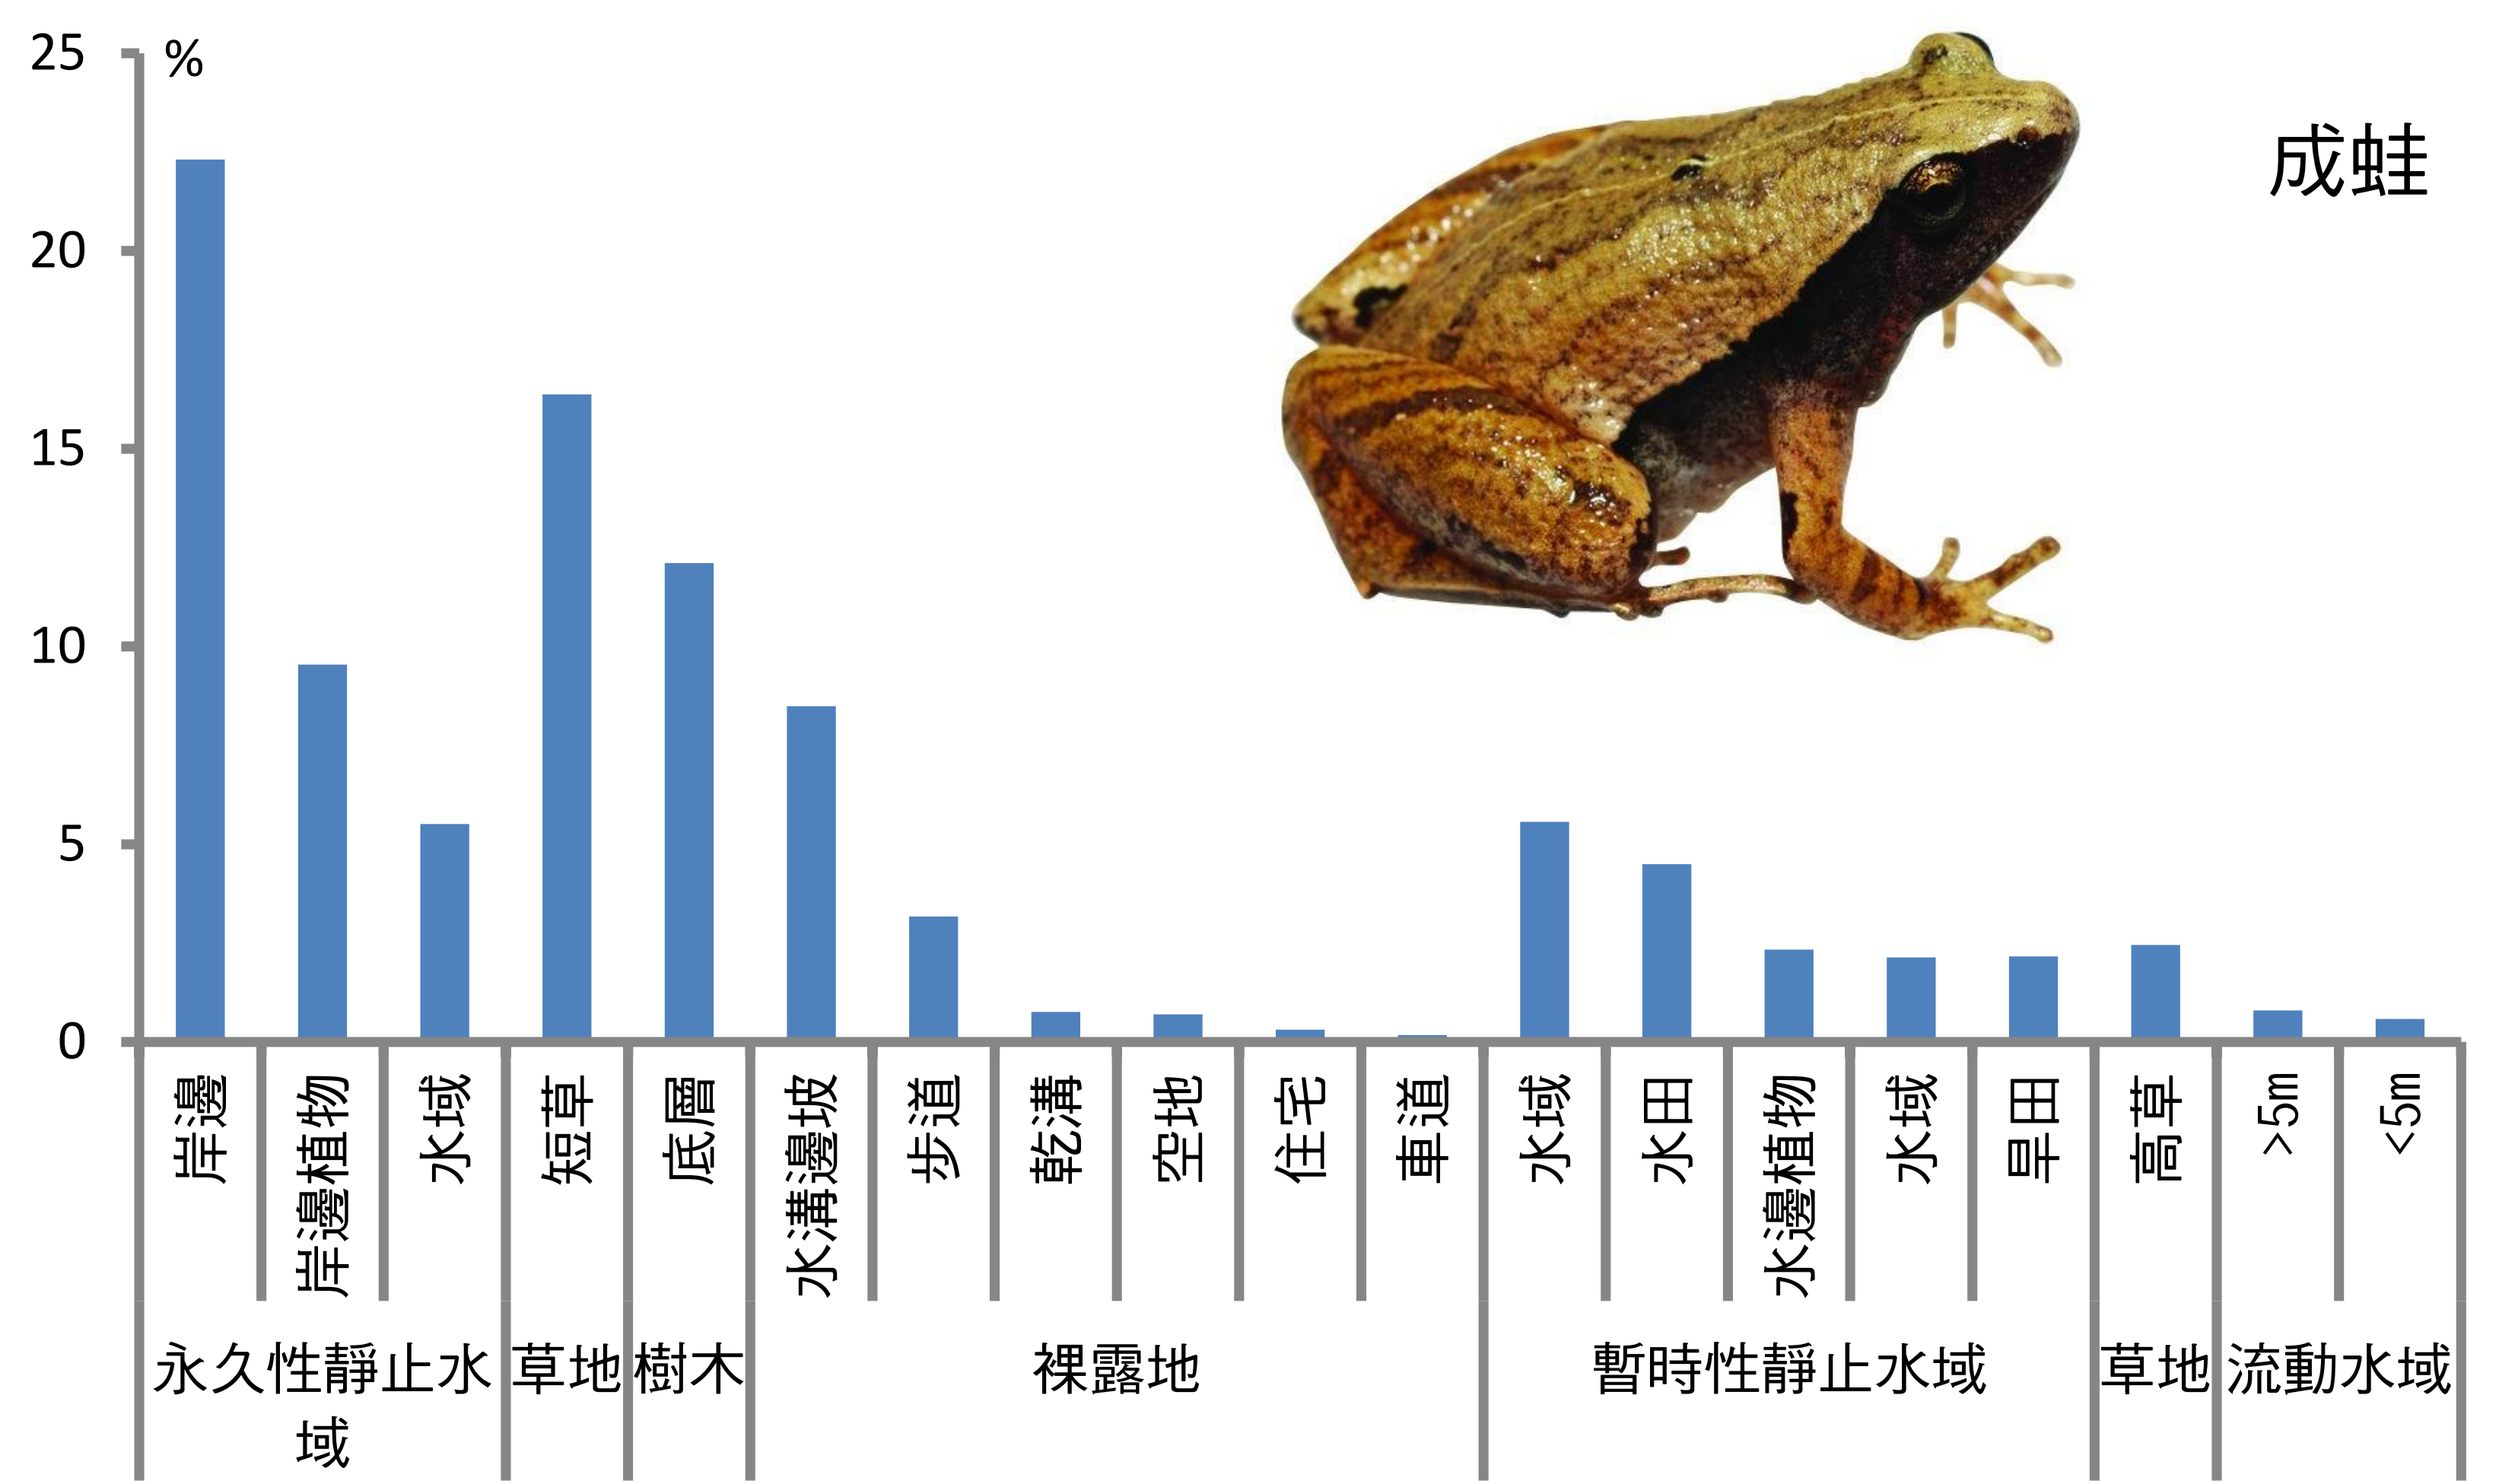 25
%
20
15
10
5
0
成蛙
岸邊
岸邊植物
水域
短草
底層
水溝邊坡
步道
乾溝
空地
住宅
車道
水域
水田
水邊植物
水域
旱田
高草
>5m
<5m
永久性靜止水
域
草地
樹木
裸露地
暫時性靜止水域
草地
流動水域